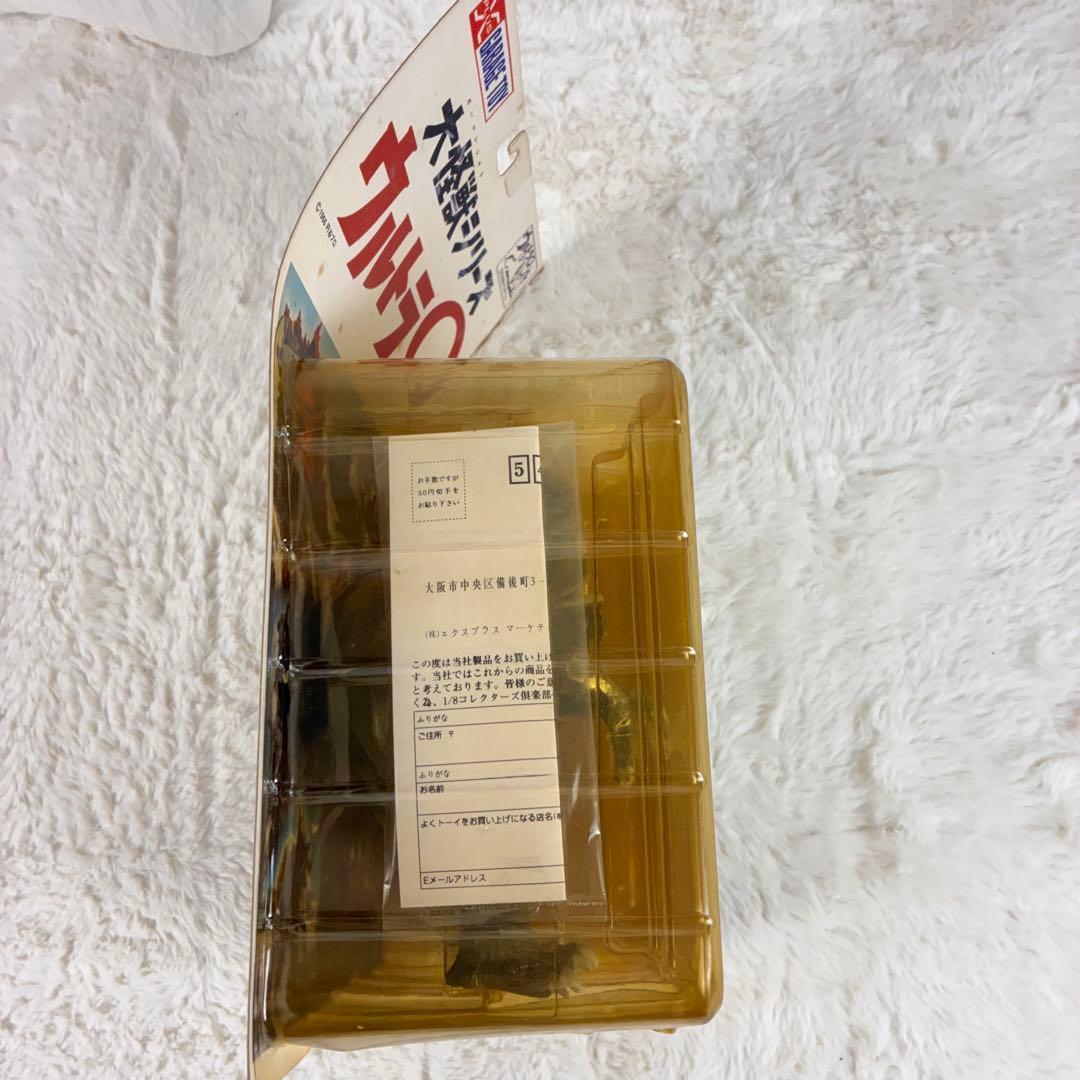 GARAGE TOY
大怪獣シリーズ
ウルトラQ
お手数ですが
50円切手を
お貼り下さい
5 4
大阪市中央区備後町3-
(株)エクスプラス マーケテ
この度は当社製品をお買い上げ
す。当社ではこれからの商品を
と考えております。皆様のご意
く為、1/8コレクターズ倶楽部
ふりがな
ご住所 〒
ふりがな
お名前
よくトーイをお買い上げになる店名(
Eメールアドレス